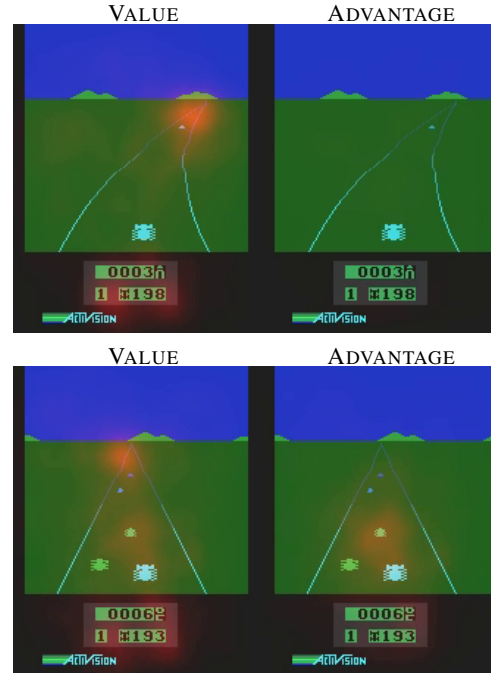 VALUE ADVANTAGE
0003 0003
1 198 1 198
ACTIVISION ACTIVISION
VALUE ADVANTAGE
0006 0006
1 193 1 193
ACTIVISION ACTIVISION